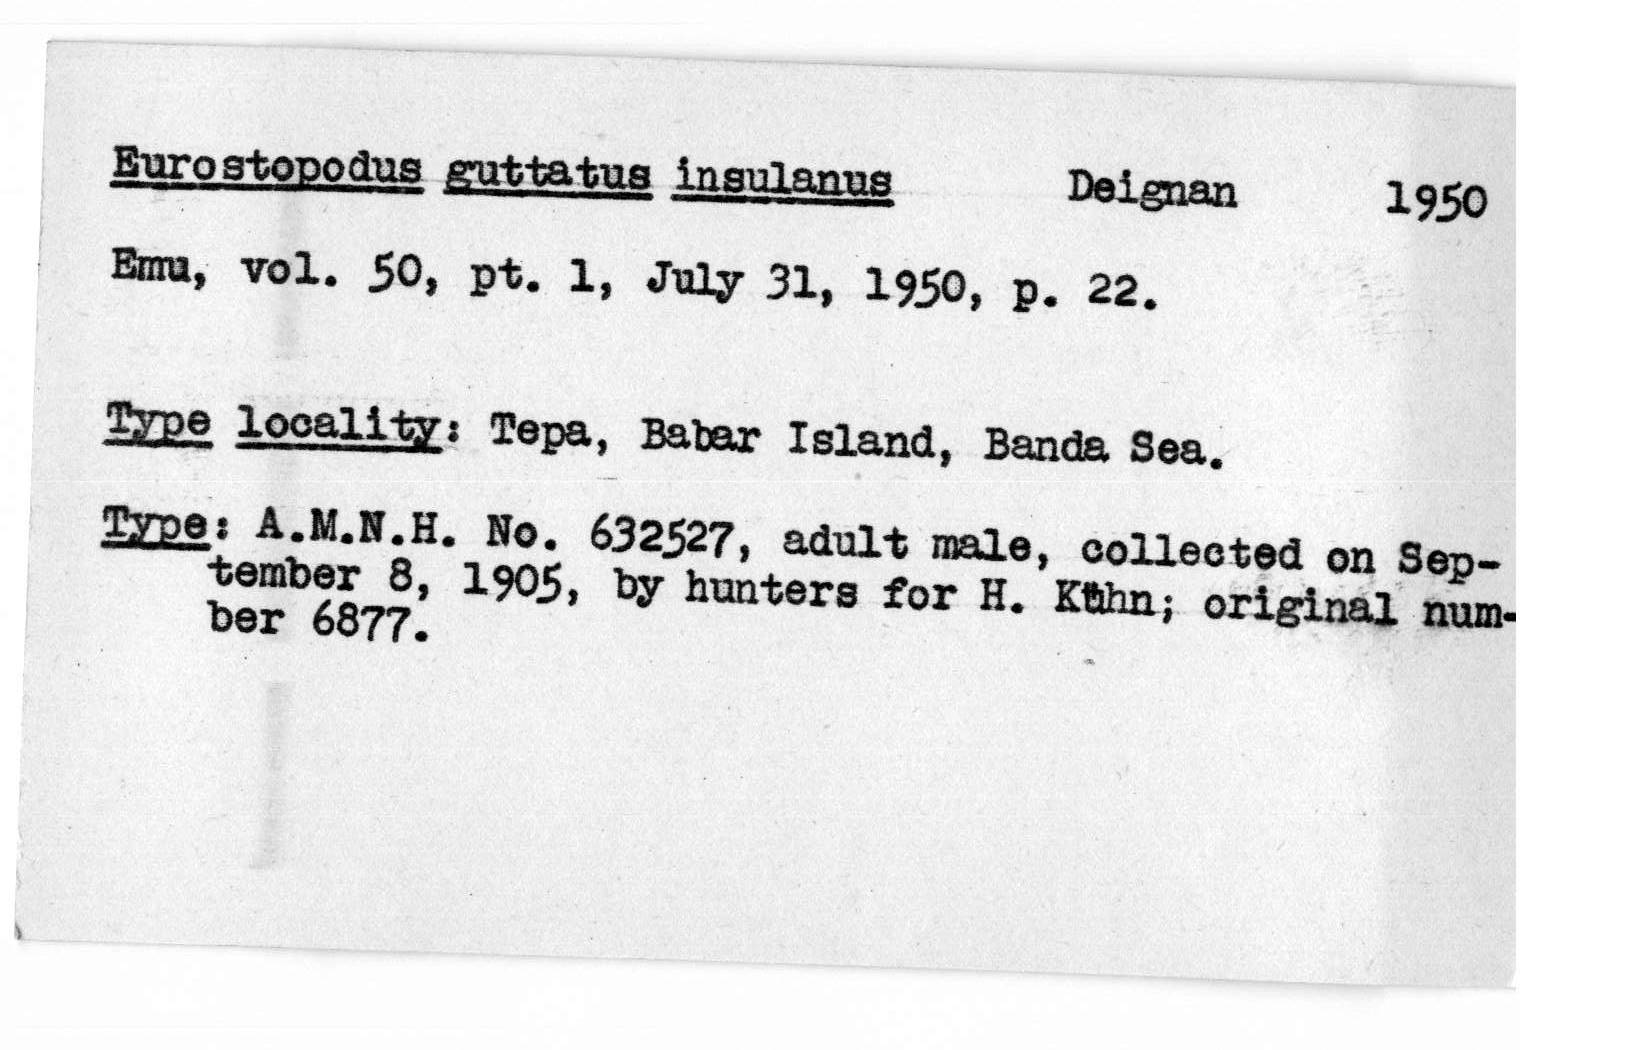 Eurostopodus guttatus insulanus Deignan 1950
Emu, vol. 50, pt. 1, July 31, 1950, p. 22.
Type locality: Tepa, Babar Island, Banda Sea.
Type: A.M.N.H. No. 632527, adult male, collected on Sep-
tember 8, 1905, by hunters for H. Kühn; original num-
ber 6877.